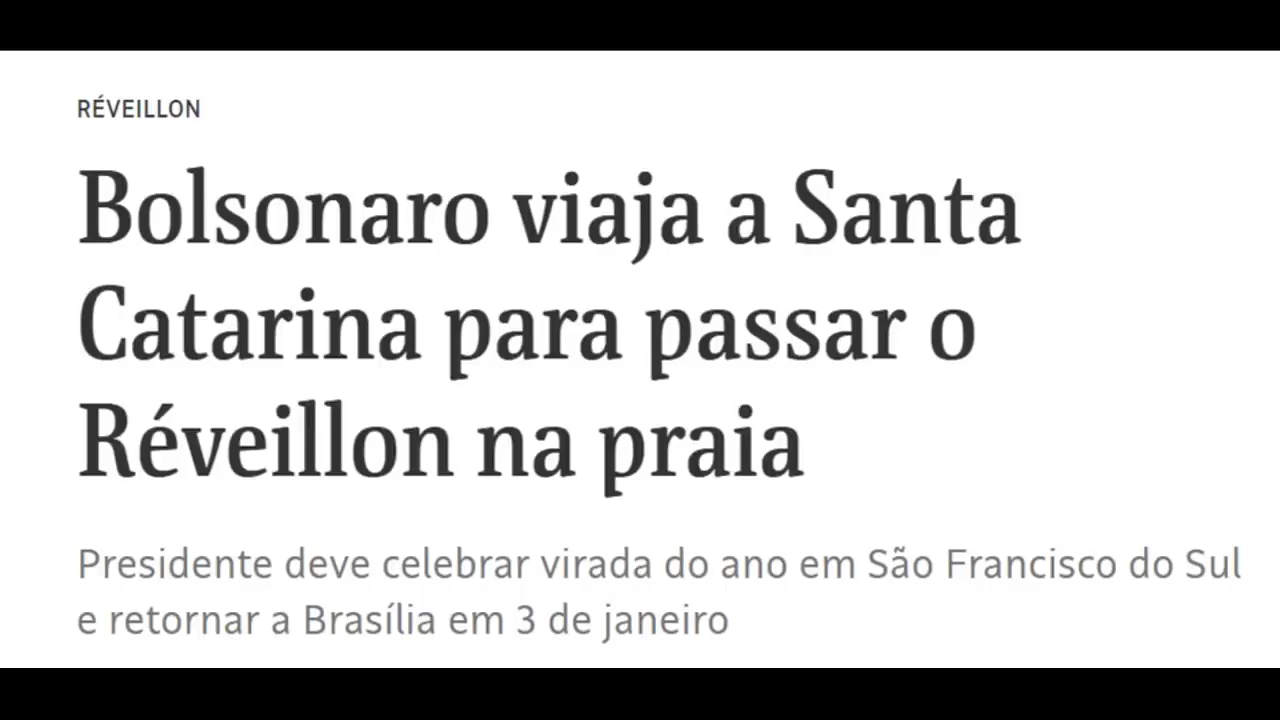 RÉVEILLON
Bolsonaro viaja a Santa
Catarina para passar o
Réveillon na praia
Presidente deve celebrar virada do ano em São Francisco do Sul
e retornar a Brasília em 3 de janeiro